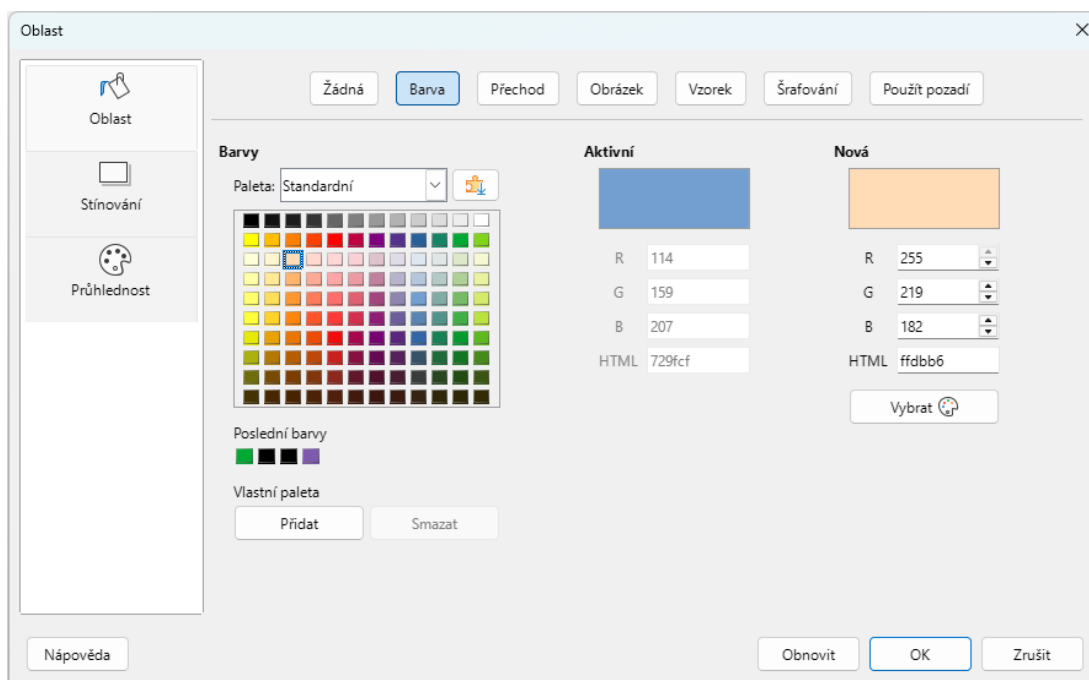 Oblast
Oblast
Stínování
Průhlednost
Žádná Barva Přechod Obrázek Vzorek Šrafování Použít pozadí
Barvy
Paleta: Standardní
Poslední barvy
Vlastní paleta
Přidat Smazat
Aktivní
R 114
G 159
B 207
HTML 729fcf
Nová
R 255
G 219
B 182
HTML ffdbb6
Vybrat
Nápověda Obnovit OK Zrušit